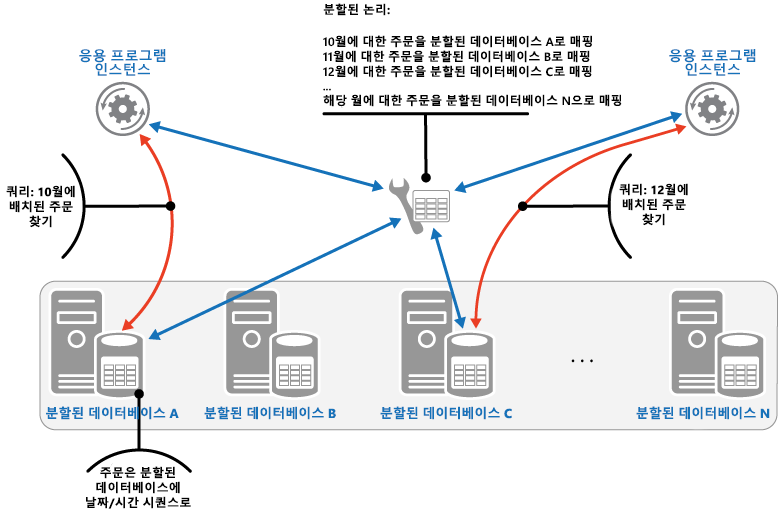 분할된 논리:
10월에 대한 주문을 분할된 데이터베이스 A로 매핑
11월에 대한 주문을 분할된 데이터베이스 B로 매핑
12월에 대한 주문을 분할된 데이터베이스 C로 매핑
...
해당 월에 대한 주문을 분할된 데이터베이스 N으로 매핑
응용 프로그램
인스턴스
응용 프로그램
인스턴스
쿼리: 10월에
배치된 주문
찾기
쿼리: 12월에
배치된 주문
찾기
...
분할된 데이터베이스 A
분할된 데이터베이스 B
분할된 데이터베이스 C
분할된 데이터베이스 N
주문은 분할된
데이터베이스에
날짜/시간 시퀀스로